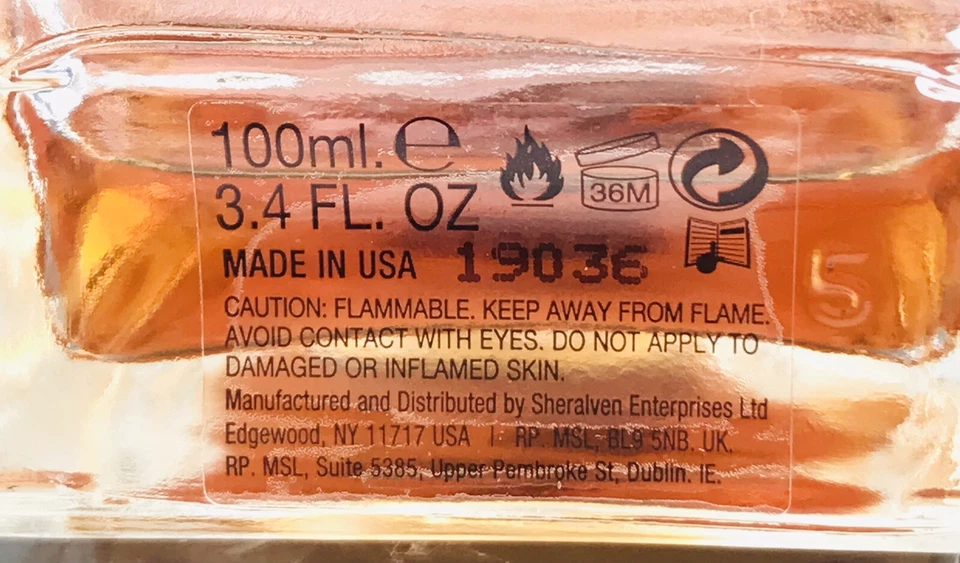 100ml. ℮
3.4 FL. OZ
36M
MADE IN USA 19036
5
CAUTION: FLAMMABLE. KEEP AWAY FROM FLAME.
AVOID CONTACT WITH EYES. DO NOT APPLY TO
DAMAGED OR INFLAMED SKIN.
Manufactured and Distributed by Sheralven Enterprises Ltd
Edgewood, NY 11717 USA | RP. MSL, BL9 5NB, UK.
RP. MSL, Suite 5385, Upper Pembroke St, Dublin. IE.